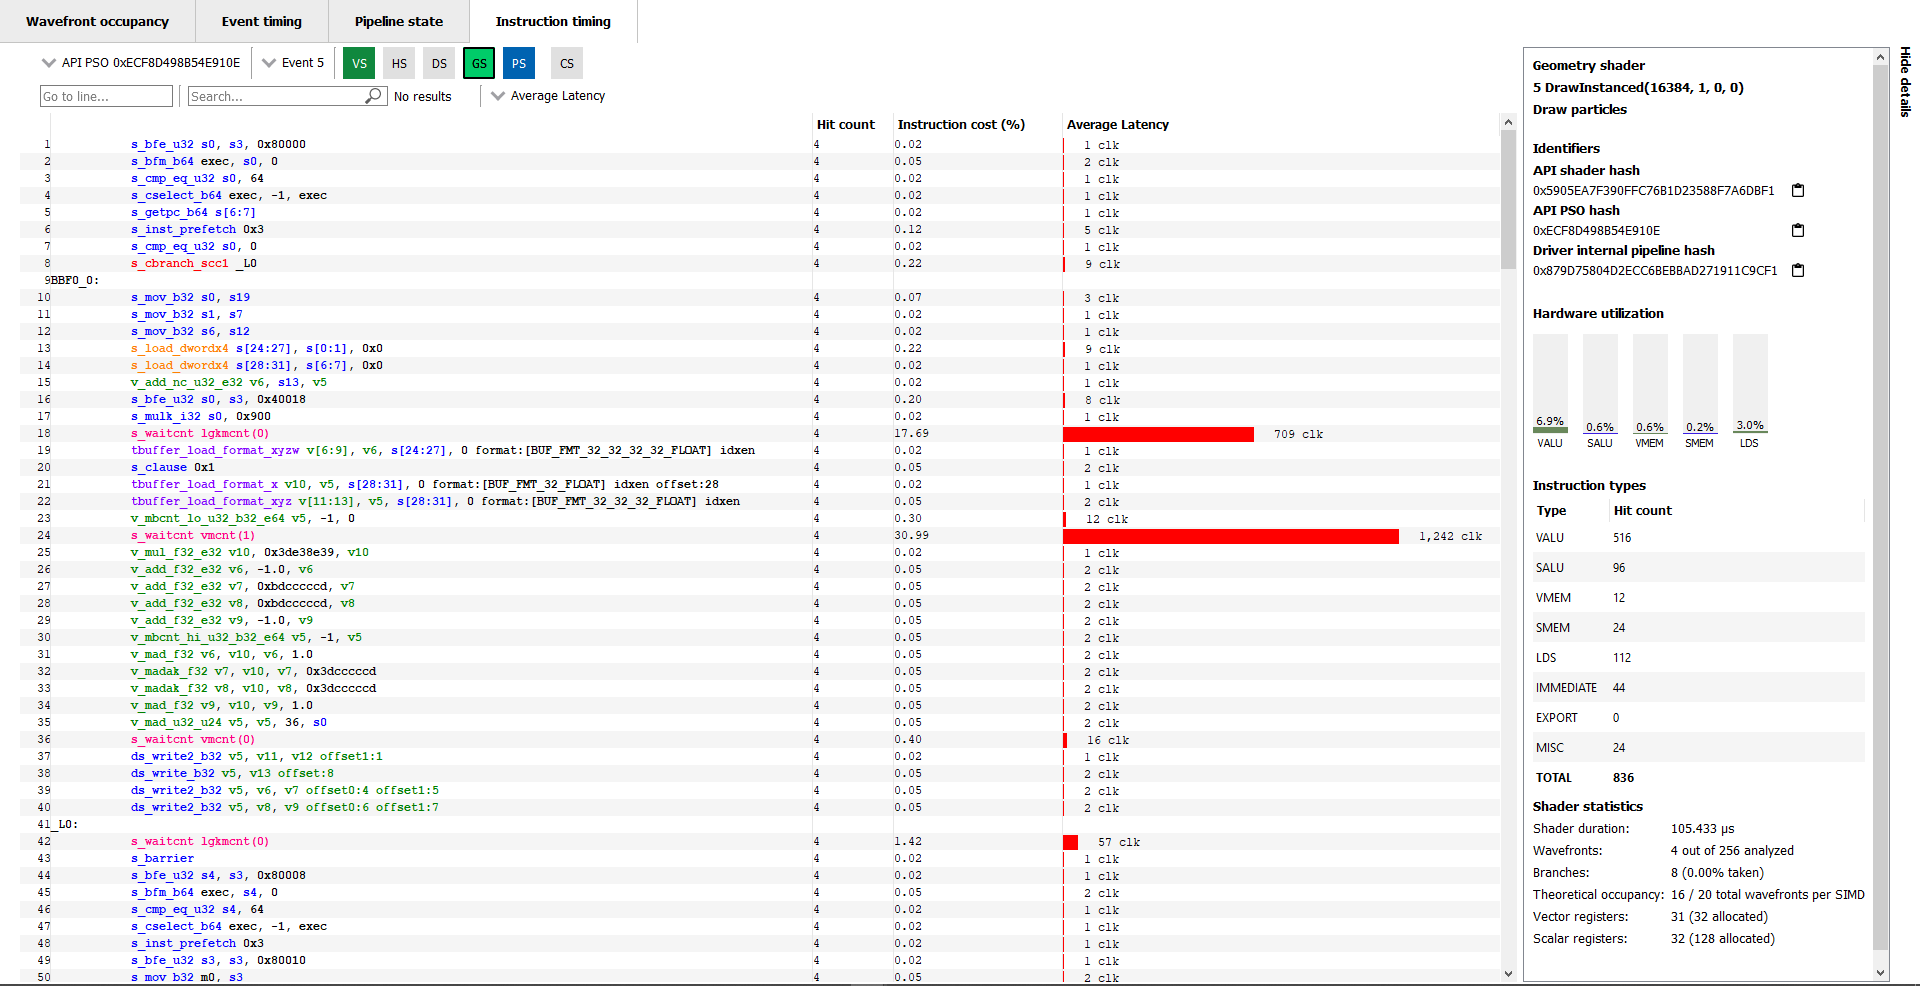 Wavefront occupancy Event timing Pipeline state Instruction timing
API PSO 0xECF8D498B54E910E Event 5 VS HS DS GS PS CS
Go to line... Search... No results Average Latency
Hit count Instruction cost (%) Average Latency
1 s_bfe_u32 s0, s3, 0x80000 4 0.02 1 clk
2 s_bfm_b64 exec, s0, 0 4 0.05 2 clk
3 s_cmp_eq_u32 s0, 64 4 0.02 1 clk
4 s_cselect_b64 exec, -1, exec 4 0.02 1 clk
5 s_getpc_b64 s[6:7] 4 0.02 1 clk
6 s_inst_prefetch 0x3 4 0.12 5 clk
7 s_cmp_eq_u32 s0, 0 4 0.02 1 clk
8 s_cbranch_scc1 _L0 4 0.22 9 clk
9 BBF0_0:
10 s_mov_b32 s0, s19 4 0.07 3 clk
11 s_mov_b32 s1, s7 4 0.02 1 clk
12 s_mov_b32 s6, s12 4 0.02 1 clk
13 s_load_dwordx4 s[24:27], s[0:1], 0x0 4 0.22 9 clk
14 s_load_dwordx4 s[28:31], s[6:7], 0x0 4 0.02 1 clk
15 v_add_nc_u32_e32 v6, s13, v5 4 0.02 1 clk
16 s_bfe_u32 s0, s3, 0x40018 4 0.20 8 clk
17 s_mulk_i32 s0, 0x900 4 0.02 1 clk
18 s_waitcnt lgkmcnt(0) 4 17.69 709 clk
19 tbuffer_load_format_xyzw v[6:9], v6, s[24:27], 0 format:[BUF_FMT_32_32_32_32_FLOAT] idxen 4 0.02 1 clk
20 s_clause 0x1 4 0.05 2 clk
21 tbuffer_load_format_x v10, v5, s[28:31], 0 format:[BUF_FMT_32_FLOAT] idxen offset:28 4 0.02 1 clk
22 tbuffer_load_format_xyz v[11:13], v5, s[28:31], 0 format:[BUF_FMT_32_32_32_FLOAT] idxen 4 0.05 2 clk
23 v_mbcnt_lo_u32_b32_e64 v5, -1, 0 4 0.30 12 clk
24 s_waitcnt vmcnt(1) 4 30.99 1,242 clk
25 v_mul_f32_e32 v10, 0x3de38e39, v10 4 0.02 1 clk
26 v_add_f32_e32 v6, -1.0, v6 4 0.05 2 clk
27 v_add_f32_e32 v7, 0xbdcccccd, v7 4 0.05 2 clk
28 v_add_f32_e32 v8, 0xbdcccccd, v8 4 0.05 2 clk
29 v_add_f32_e32 v9, -1.0, v9 4 0.05 2 clk
30 v_mbcnt_hi_u32_b32_e64 v5, -1, v5 4 0.05 2 clk
31 v_mad_f32 v6, v10, v6, 1.0 4 0.05 2 clk
32 v_madak_f32 v7, v10, v7, 0x3dcccccd 4 0.05 2 clk
33 v_madak_f32 v8, v10, v8, 0x3dcccccd 4 0.05 2 clk
34 v_mad_f32 v9, v10, v9, 1.0 4 0.05 2 clk
35 v_mad_u32_u24 v5, v5, 36, s0 4 0.05 2 clk
36 s_waitcnt vmcnt(0) 4 0.40 16 clk
37 ds_write2_b32 v5, v11, v12 offset1:1 4 0.02 1 clk
38 ds_write_b32 v5, v13 offset:8 4 0.05 2 clk
39 ds_write2_b32 v5, v6, v7 offset0:4 offset1:5 4 0.05 2 clk
40 ds_write2_b32 v5, v8, v9 offset0:6 offset1:7 4 0.05 2 clk
41 _L0:
42 s_waitcnt lgkmcnt(0) 4 1.42 57 clk
43 s_barrier 4 0.02 1 clk
44 s_bfe_u32 s4, s3, 0x80008 4 0.02 1 clk
45 s_bfm_b64 exec, s4, 0 4 0.05 2 clk
46 s_cmp_eq_u32 s4, 64 4 0.02 1 clk
47 s_cselect_b64 exec, -1, exec 4 0.02 1 clk
48 s_inst_prefetch 0x3 4 0.02 1 clk
49 s_bfe_u32 s3, s3, 0x80010 4 0.02 1 clk
50 s_mov_b32 m0, s3 4 0.05 2 clk
Hide details
Geometry shader
5 DrawInstanced(16384, 1, 0, 0)
Draw particles
Identifiers
API shader hash
0x5905EA7F390FFC76B1D23588F7A6DBF1
API PSO hash
0xECF8D498B54E910E
Driver internal pipeline hash
0x879D75804D2ECC6BEBBAD271911C9CF1
Hardware utilization
6.9% 0.6% 0.6% 0.2% 3.0%
VALU SALU VMEM SMEM LDS
Instruction types
Type Hit count
VALU 516
SALU 96
VMEM 12
SMEM 24
LDS 112
IMMEDIATE 44
EXPORT 0
MISC 24
TOTAL 836
Shader statistics
Shader duration: 105.433 µs
Wavefronts: 4 out of 256 analyzed
Branches: 8 (0.00% taken)
Theoretical occupancy: 16 / 20 total wavefronts per SIMD
Vector registers: 31 (32 allocated)
Scalar registers: 32 (128 allocated)